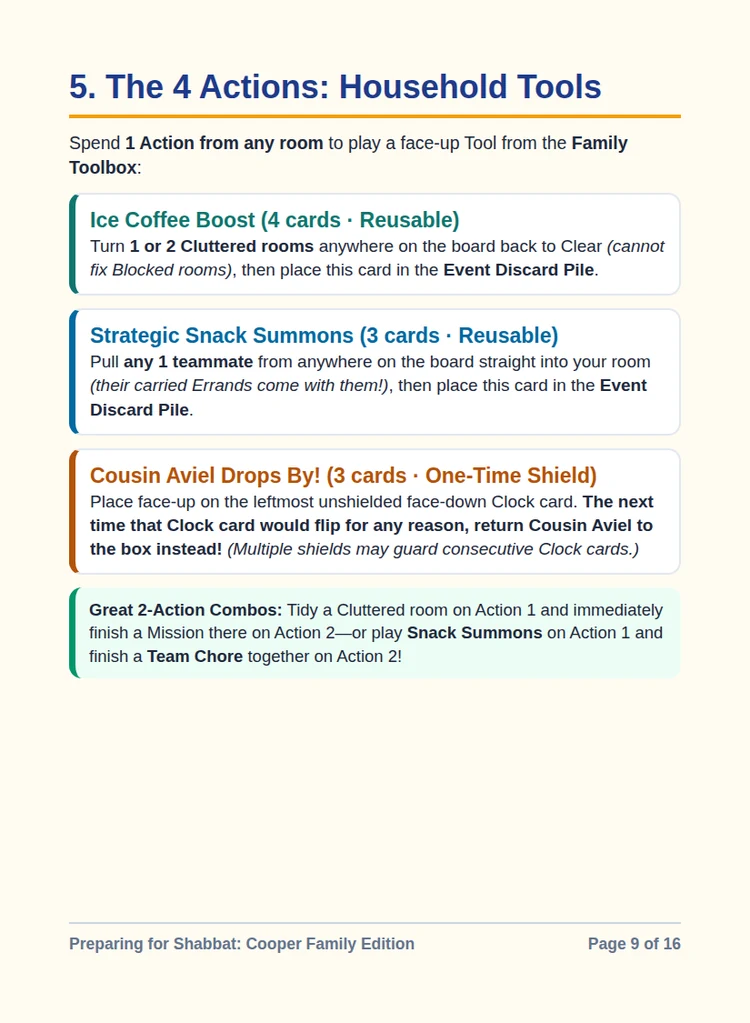 5. The 4 Actions: Household Tools
Spend 1 Action from any room to play a face-up Tool from the Family
Toolbox:
Ice Coffee Boost (4 cards · Reusable)
Turn 1 or 2 Cluttered rooms anywhere on the board back to Clear (cannot
fix Blocked rooms), then place this card in the Event Discard Pile.
Strategic Snack Summons (3 cards · Reusable)
Pull any 1 teammate from anywhere on the board straight into your room
(their carried Errands come with them!), then place this card in the Event
Discard Pile.
Cousin Aviel Drops By! (3 cards · One-Time Shield)
Place face-up on the leftmost unshielded face-down Clock card. The next
time that Clock card would flip for any reason, return Cousin Aviel to
the box instead! (Multiple shields may guard consecutive Clock cards.)
Great 2-Action Combos: Tidy a Cluttered room on Action 1 and immediately
finish a Mission there on Action 2—or play Snack Summons on Action 1 and
finish a Team Chore together on Action 2!
Preparing for Shabbat: Cooper Family Edition
Page 9 of 16